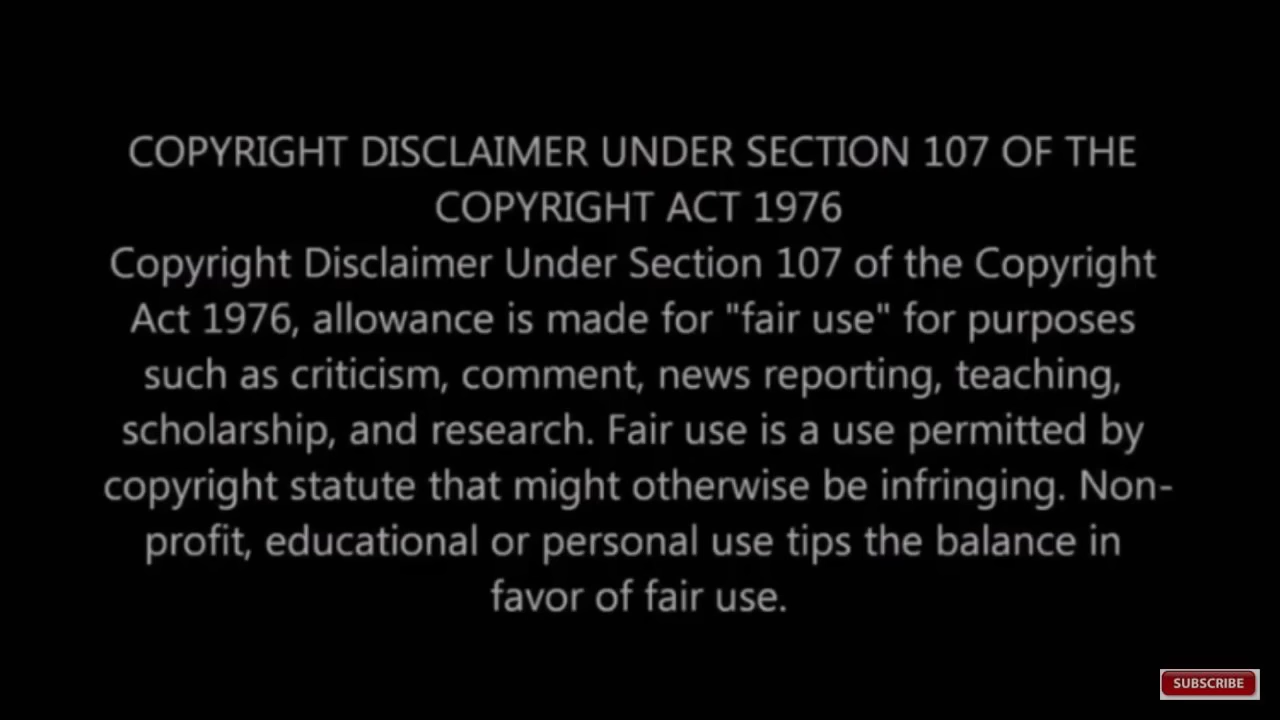 COPYRIGHT DISCLAIMER UNDER SECTION 107 OF THE
COPYRIGHT ACT 1976
Copyright Disclaimer Under Section 107 of the Copyright
Act 1976, allowance is made for "fair use" for purposes
such as criticism, comment, news reporting, teaching,
scholarship, and research. Fair use is a use permitted by
copyright statute that might otherwise be infringing. Non-
profit, educational or personal use tips the balance in
favor of fair use.
SUBSCRIBE